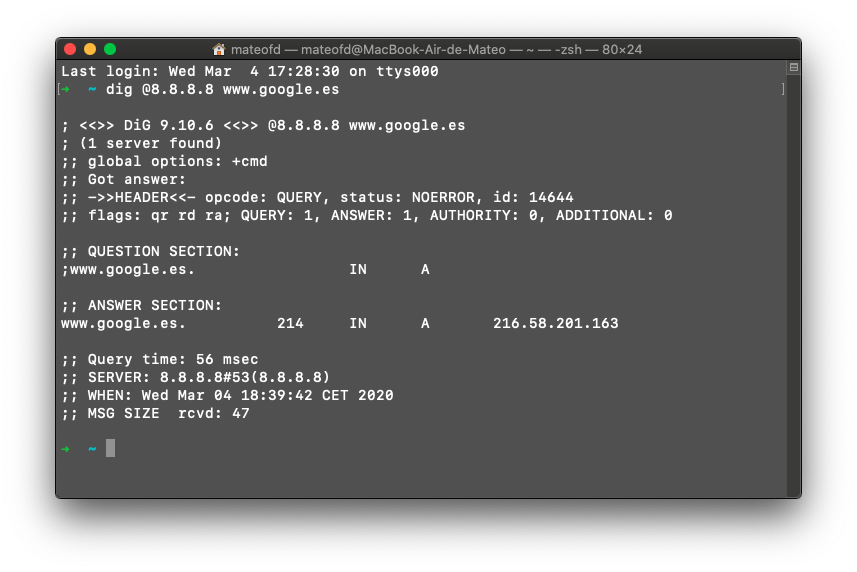 mateofd — mateofd@MacBook-Air-de-Mateo — ~ — -zsh — 80×24
Last login: Wed Mar  4 17:28:30 on ttys000
[➜  ~ dig @8.8.8.8 www.google.es ]
; <<>> DiG 9.10.6 <<>> @8.8.8.8 www.google.es
; (1 server found)
;; global options: +cmd
;; Got answer:
;; ->>HEADER<<- opcode: QUERY, status: NOERROR, id: 14644
;; flags: qr rd ra; QUERY: 1, ANSWER: 1, AUTHORITY: 0, ADDITIONAL: 0
;; QUESTION SECTION:
;www.google.es.                 IN      A
;; ANSWER SECTION:
www.google.es.          214     IN      A       216.58.201.163
;; Query time: 56 msec
;; SERVER: 8.8.8.8#53(8.8.8.8)
;; WHEN: Wed Mar 04 18:39:42 CET 2020
;; MSG SIZE  rcvd: 47
➜  ~